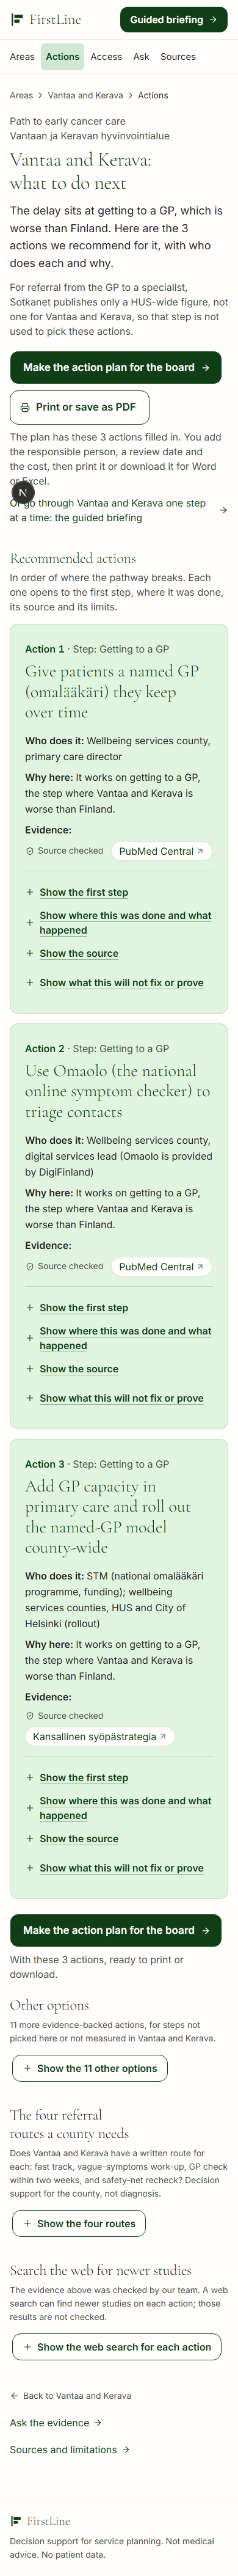 FirstLine
Guided briefing →
Areas Actions Access Ask Sources
Areas > Vantaa and Kerava > Actions
Path to early cancer care
Vantaan ja Keravan hyvinvointialue
Vantaa and Kerava:
what to do next
The delay sits at getting to a GP, which is
worse than Finland. Here are the 3
actions we recommend for it, with who
does each and why.
For referral from the GP to a specialist,
Sotkanet publishes only a HUS-wide figure, not
one for Vantaa and Kerava, so that step is not
used to pick these actions.
Make the action plan for the board →
Print or save as PDF
The plan has these 3 actions filled in. You add
the responsible person, a review date and
the cost, then print it or download it for Word
or Excel.
N
Or go through Vantaa and Kerava one step
at a time: the guided briefing →
Recommended actions
In order of where the pathway breaks. Each
one opens to the first step, where it was done,
its source and its limits.
Action 1 · Step: Getting to a GP
Give patients a named GP
(omalääkäri) they keep
over time
Who does it: Wellbeing services county,
primary care director
Why here: It works on getting to a GP,
the step where Vantaa and Kerava is
worse than Finland.
Evidence:
Source checked PubMed Central ↗
+ Show the first step
+ Show where this was done and what
happened
+ Show the source
+ Show what this will not fix or prove
Action 2 · Step: Getting to a GP
Use Omaolo (the national
online symptom checker) to
triage contacts
Who does it: Wellbeing services county,
digital services lead (Omaolo is provided
by DigiFinland)
Why here: It works on getting to a GP,
the step where Vantaa and Kerava is
worse than Finland.
Evidence:
Source checked PubMed Central ↗
+ Show the first step
+ Show where this was done and what
happened
+ Show the source
+ Show what this will not fix or prove
Action 3 · Step: Getting to a GP
Add GP capacity in
primary care and roll out
the named-GP model
county-wide
Who does it: STM (national omalääkäri
programme, funding); wellbeing
services counties, HUS and City of
Helsinki (rollout)
Why here: It works on getting to a GP,
the step where Vantaa and Kerava is
worse than Finland.
Evidence:
Source checked
Kansallinen syöpästrategia ↗
+ Show the first step
+ Show where this was done and what
happened
+ Show the source
+ Show what this will not fix or prove
Make the action plan for the board →
With these 3 actions, ready to print or
download.
Other options
11 more evidence-backed actions, for steps not
picked here or not measured in Vantaa and Kerava.
+ Show the 11 other options
The four referral
routes a county needs
Does Vantaa and Kerava have a written route for
each: fast track, vague-symptoms work-up, GP check
within two weeks, and safety-net recheck? Decision
support for the county, not diagnosis.
+ Show the four routes
Search the web for newer studies
The evidence above was checked by our team. A web
search can find newer studies on each action; those
results are not checked.
+ Show the web search for each action
← Back to Vantaa and Kerava
Ask the evidence →
Sources and limitations →
FirstLine
Decision support for service planning. Not medical
advice. No patient data.